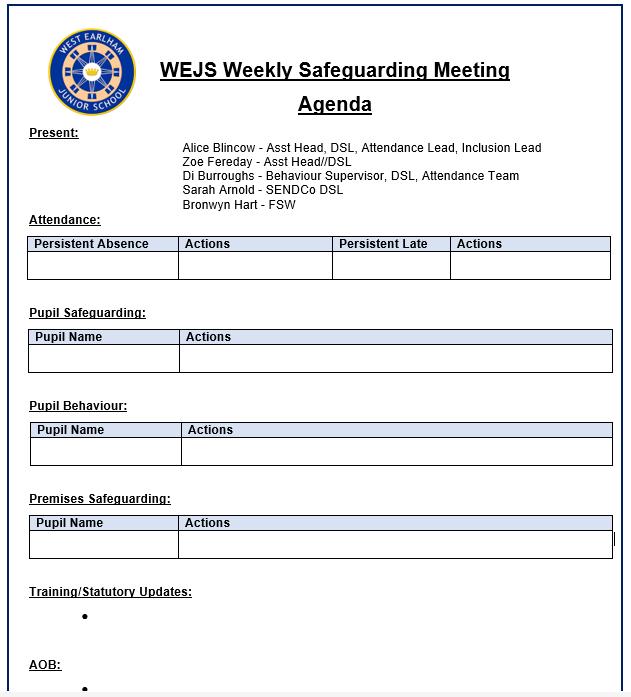 WEST EARLHAM
JUNIOR SCHOOL
WEJS Weekly Safeguarding Meeting
Agenda
Present:
Alice Blincow - Asst Head, DSL, Attendance Lead, Inclusion Lead
Zoe Fereday - Asst Head//DSL
Di Burroughs - Behaviour Supervisor, DSL, Attendance Team
Sarah Arnold - SENDCo DSL
Bronwyn Hart - FSW
Attendance:
Persistent Absence Actions Persistent Late Actions
Pupil Safeguarding:
Pupil Name Actions
Pupil Behaviour:
Pupil Name Actions
Premises Safeguarding:
Pupil Name Actions
Training/Statutory Updates:
AOB: